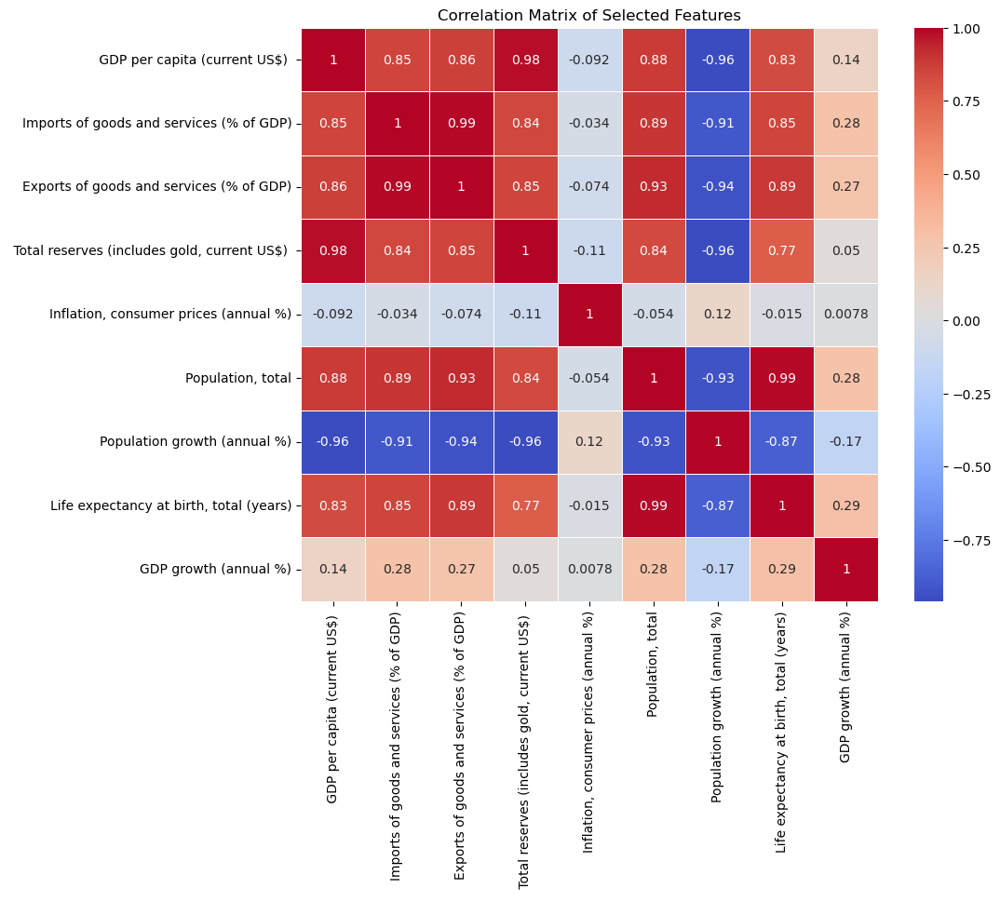 Correlation Matrix of Selected Features
GDP per capita (current US$) 1 0.85 0.86 0.98 -0.092 0.88 -0.96 0.83 0.14
Imports of goods and services (% of GDP) 0.85 1 0.99 0.84 -0.034 0.89 -0.91 0.85 0.28
Exports of goods and services (% of GDP) 0.86 0.99 1 0.85 -0.074 0.93 -0.94 0.89 0.27
Total reserves (includes gold, current US$) 0.98 0.84 0.85 1 -0.11 0.84 -0.96 0.77 0.05
Inflation, consumer prices (annual %) -0.092 -0.034 -0.074 -0.11 1 -0.054 0.12 -0.015 0.0078
Population, total 0.88 0.89 0.93 0.84 -0.054 1 -0.93 0.99 0.28
Population growth (annual %) -0.96 -0.91 -0.94 -0.96 0.12 -0.93 1 -0.87 -0.17
Life expectancy at birth, total (years) 0.83 0.85 0.89 0.77 -0.015 0.99 -0.87 1 0.29
GDP growth (annual %) 0.14 0.28 0.27 0.05 0.0078 0.28 -0.17 0.29 1
GDP per capita (current US$)
Imports of goods and services (% of GDP)
Exports of goods and services (% of GDP)
Total reserves (includes gold, current US$)
Inflation, consumer prices (annual %)
Population, total
Population growth (annual %)
Life expectancy at birth, total (years)
GDP growth (annual %)
1.00
0.75
0.50
0.25
0.00
−0.25
−0.50
−0.75